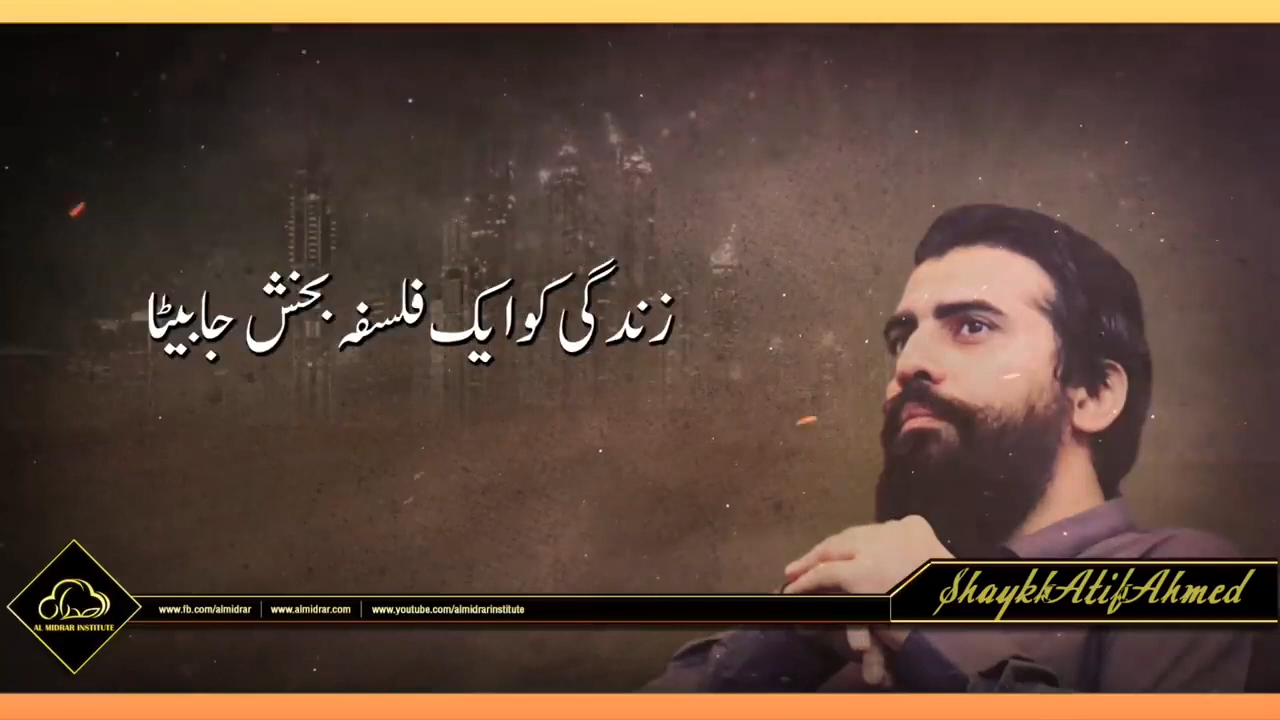 زندگی کو ایک فلسفہ بخش جا بیٹا
ShaykhAtifAhmed
AL MIDRAR INSTITUTE
www.fb.com/almidrar
www.almidrar.com
www.youtube.com/almidrarinstitute